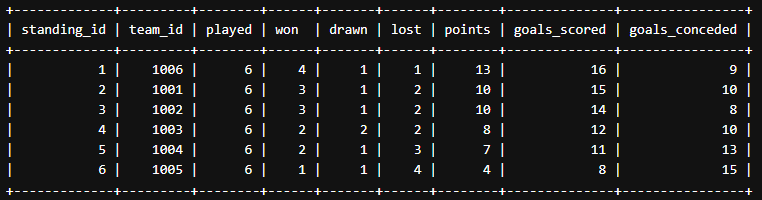 +-------------+---------+--------+------+-------+------+--------+--------------+----------------+
| standing_id | team_id | played | won  | drawn | lost | points | goals_scored | goals_conceded |
+-------------+---------+--------+------+-------+------+--------+--------------+----------------+
|           1 |    1006 |      6 |    4 |     1 |    1 |     13 |           16 |              9 |
|           2 |    1001 |      6 |    3 |     1 |    2 |     10 |           15 |             10 |
|           3 |    1002 |      6 |    3 |     1 |    2 |     10 |           14 |              8 |
|           4 |    1003 |      6 |    2 |     2 |    2 |      8 |           12 |             10 |
|           5 |    1004 |      6 |    2 |     1 |    3 |      7 |           11 |             13 |
|           6 |    1005 |      6 |    1 |     1 |    4 |      4 |            8 |             15 |
+-------------+---------+--------+------+-------+------+--------+--------------+----------------+